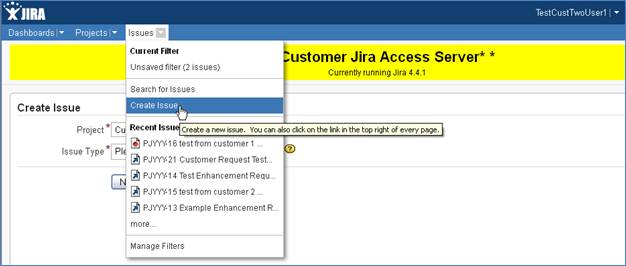 JIRA
TestCustTwoUser1
Dashboards Projects Issues
Customer Jira Access Server* *
Currently running Jira 4.4.1
Current Filter
Unsaved filter (2 issues)
Search for Issues
Create Issue
Create a new issue. You can also click on the link in the top right of every page.
Recent Issue
PJYYY-16 test from customer 1 ...
PJYYY-21 Customer Request Test...
PJYYY-14 Test Enhancement Requ...
PJYYY-15 test from customer 2 ...
PJYYY-13 Example Enhancement R...
more...
Manage Filters
Create Issue
Project * Cu
Issue Type * Ple
?
N